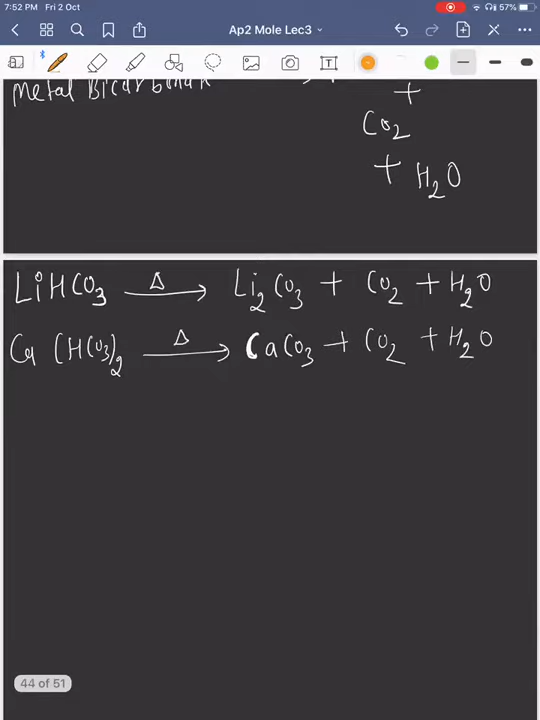 7:52 PM Fri 2 Oct 57%
Ap2 Mole Lec3
T
Metal Bicarbonate
+
CO2
+ H2O
LiHCO3 Δ→ Li2CO3 + CO2 + H2O
Ca(HCO3)2 Δ→ CaCO3 + CO2 + H2O
44 of 51